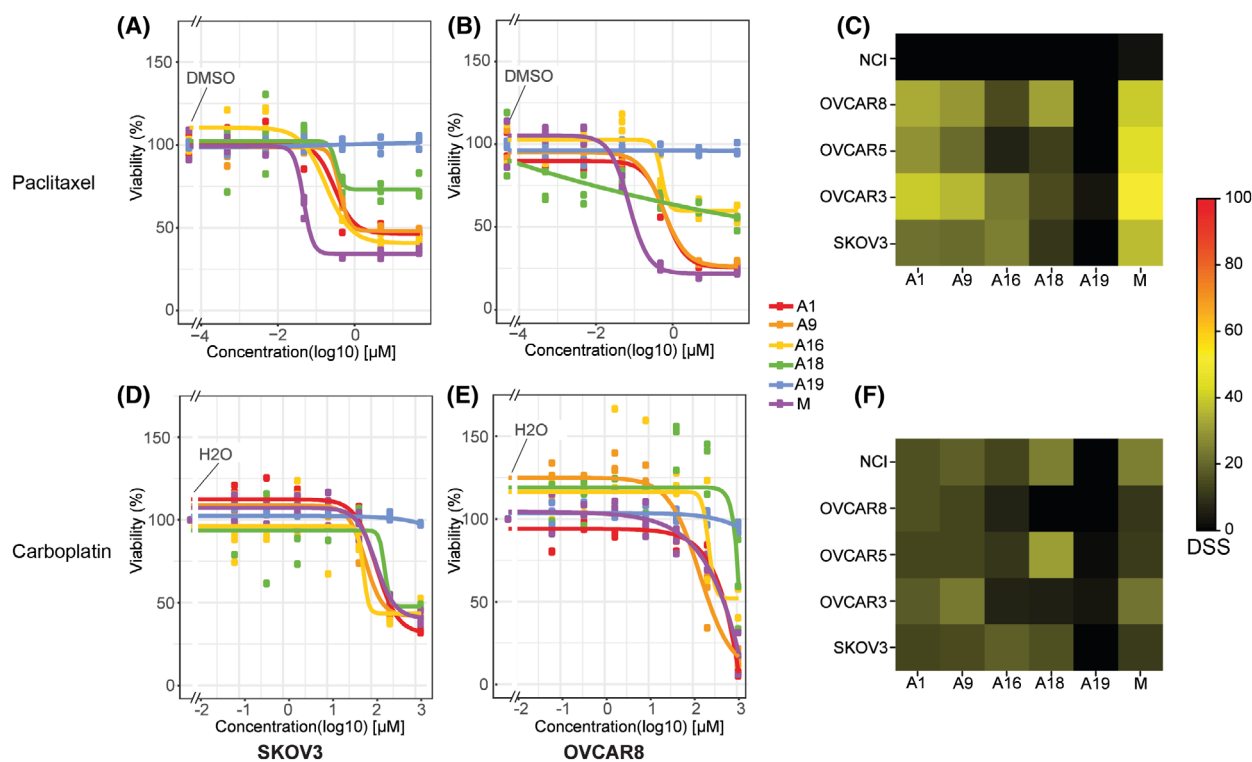 (A)
(B)
(C)
Paclitaxel
Viability (%)
150
100
50
0
DMSO
−4
−2
0
Concentration(log10) [µM]
Viability (%)
150
100
50
0
DMSO
−4
−2
0
Concentration(log10) [µM]
NCI
OVCAR8
OVCAR5
OVCAR3
SKOV3
A1 A9 A16 A18 A19 M
A1
A9
A16
A18
A19
M
100
80
60
40
20
0
DSS
(D)
(E)
(F)
Carboplatin
Viability (%)
150
100
50
0
H2O
-2 -1 0 1 2 3
Concentration(log10) [µM]
SKOV3
Viability (%)
150
100
50
0
H2O
-2 -1 0 1 2 3
Concentration(log10) [µM]
OVCAR8
NCI
OVCAR8
OVCAR5
OVCAR3
SKOV3
A1 A9 A16 A18 A19 M